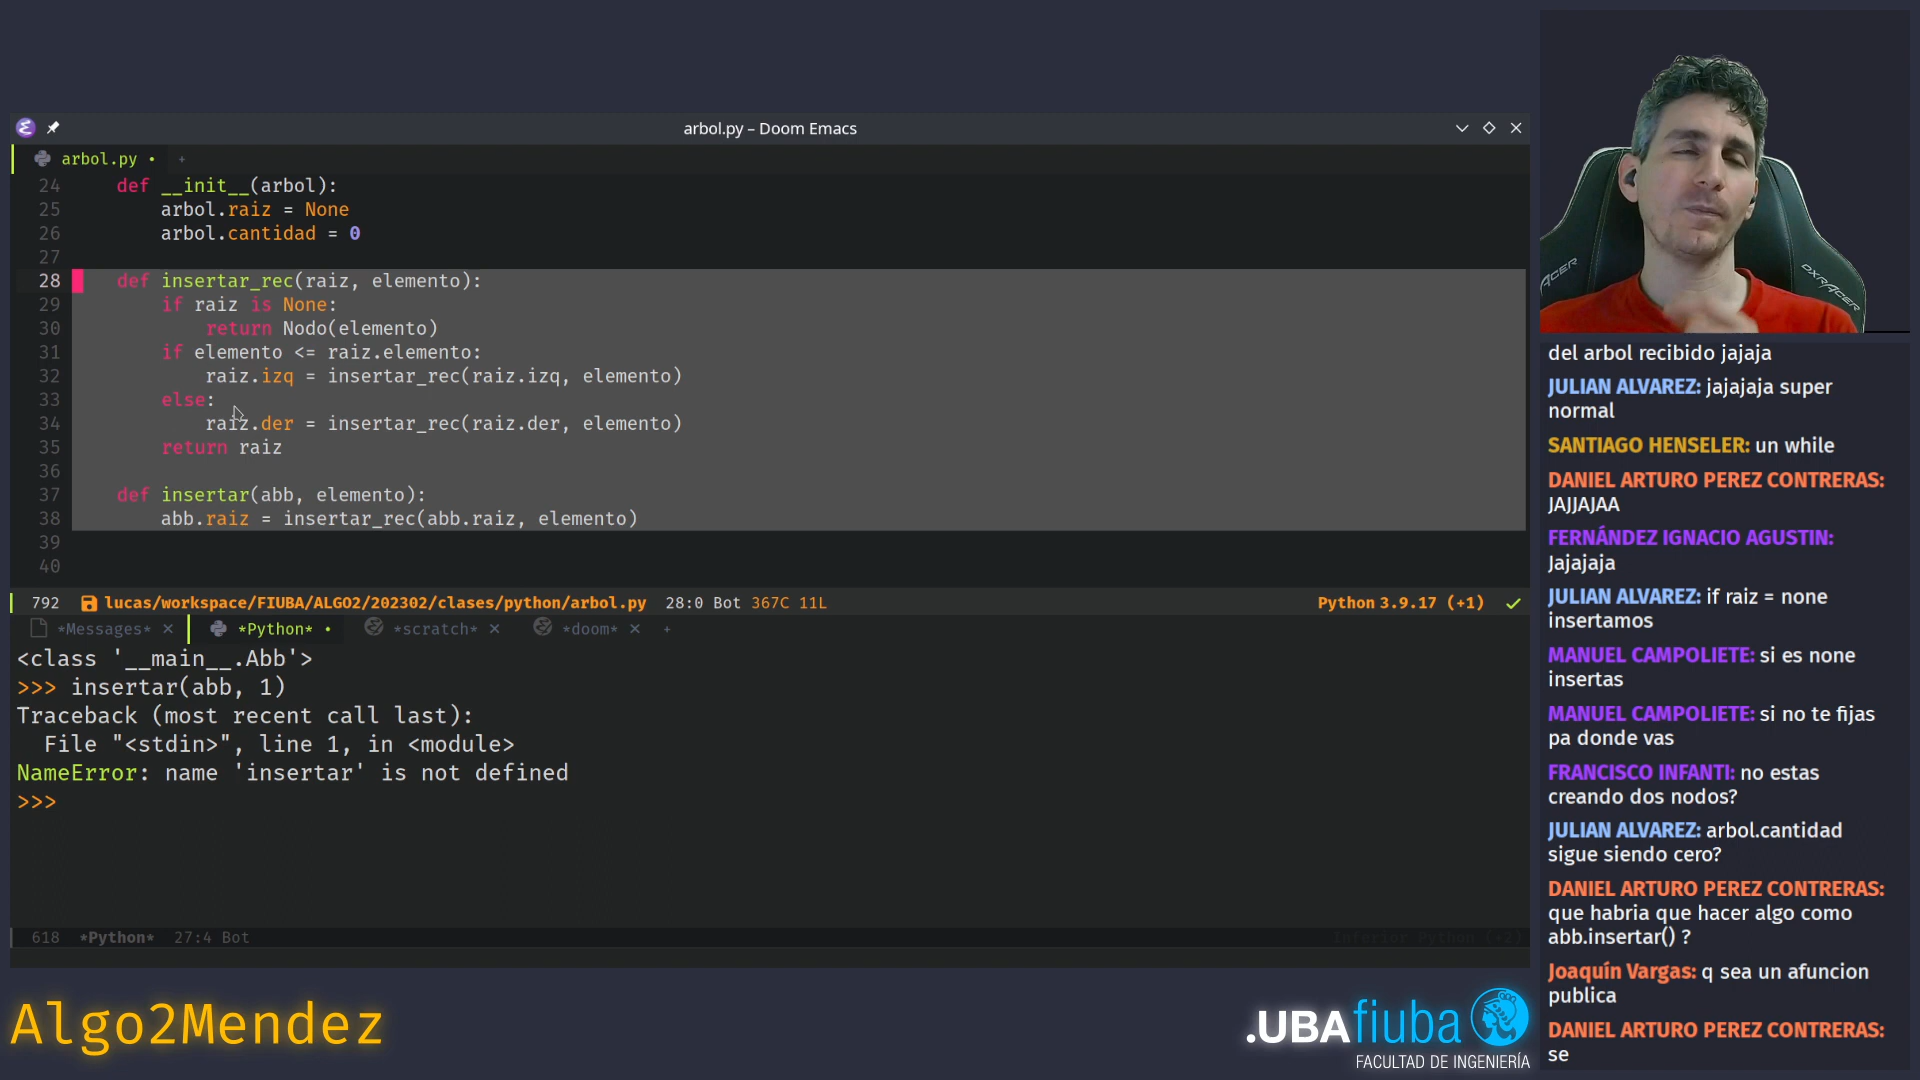 arbol.py – Doom Emacs
arbol.py • +
24 def __init__(arbol):
25 arbol.raiz = None
26 arbol.cantidad = 0
27
28 def insertar_rec(raiz, elemento):
29 if raiz is None:
30 return Nodo(elemento)
31 if elemento <= raiz.elemento:
32 raiz.izq = insertar_rec(raiz.izq, elemento)
33 else:
34 raiz.der = insertar_rec(raiz.der, elemento)
35 return raiz
36
37 def insertar(abb, elemento):
38 abb.raiz = insertar_rec(abb.raiz, elemento)
39
40
792 lucas/workspace/FIUBA/ALGO2/202302/clases/python/arbol.py 28:0 Bot 367C 11L Python 3.9.17 (+1)
*Messages* *Python* • *scratch* *doom* +
<class '__main__.Abb'>
>>> insertar(abb, 1)
Traceback (most recent call last):
File "<stdin>", line 1, in <module>
NameError: name 'insertar' is not defined
>>>
618 *Python* 27:4 Bot Inferior Python (+2)
DXRACER
del arbol recibido jajaja
JULIAN ALVAREZ: jajajaja super
normal
SANTIAGO HENSELER: un while
DANIEL ARTURO PEREZ CONTRERAS:
JAJJAJAA
FERNÁNDEZ IGNACIO AGUSTIN:
Jajajaja
JULIAN ALVAREZ: if raiz = none
insertamos
MANUEL CAMPOLIETE: si es none
insertas
MANUEL CAMPOLIETE: si no te fijas
pa donde vas
FRANCISCO INFANTI: no estas
creando dos nodos?
JULIAN ALVAREZ: arbol.cantidad
sigue siendo cero?
DANIEL ARTURO PEREZ CONTRERAS:
que habria que hacer algo como
abb.insertar() ?
Joaquín Vargas: q sea un afuncion
publica
DANIEL ARTURO PEREZ CONTRERAS:
se
Algo2Mendez
.UBAfiuba
FACULTAD DE INGENIERÍA